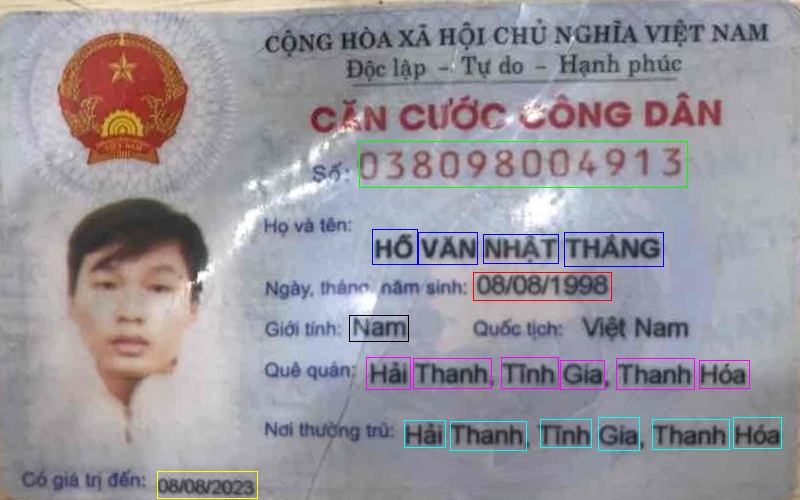 CỘNG HÒA XÃ HỘI CHỦ NGHĨA VIỆT NAM
Độc lập - Tự do - Hạnh phúc
CĂN CƯỚC CÔNG DÂN
Số: 038098004913
Họ và tên:
HỒ VĂN NHẬT THĂNG
Ngày, tháng, năm sinh: 08/08/1998
Giới tính: Nam Quốc tịch: Việt Nam
Quê quán: Hải Thanh, Tĩnh Gia, Thanh Hóa
Nơi thường trú: Hải Thanh, Tĩnh Gia, Thanh Hóa
Có giá trị đến: 08/08/2023
VIỆT NAM